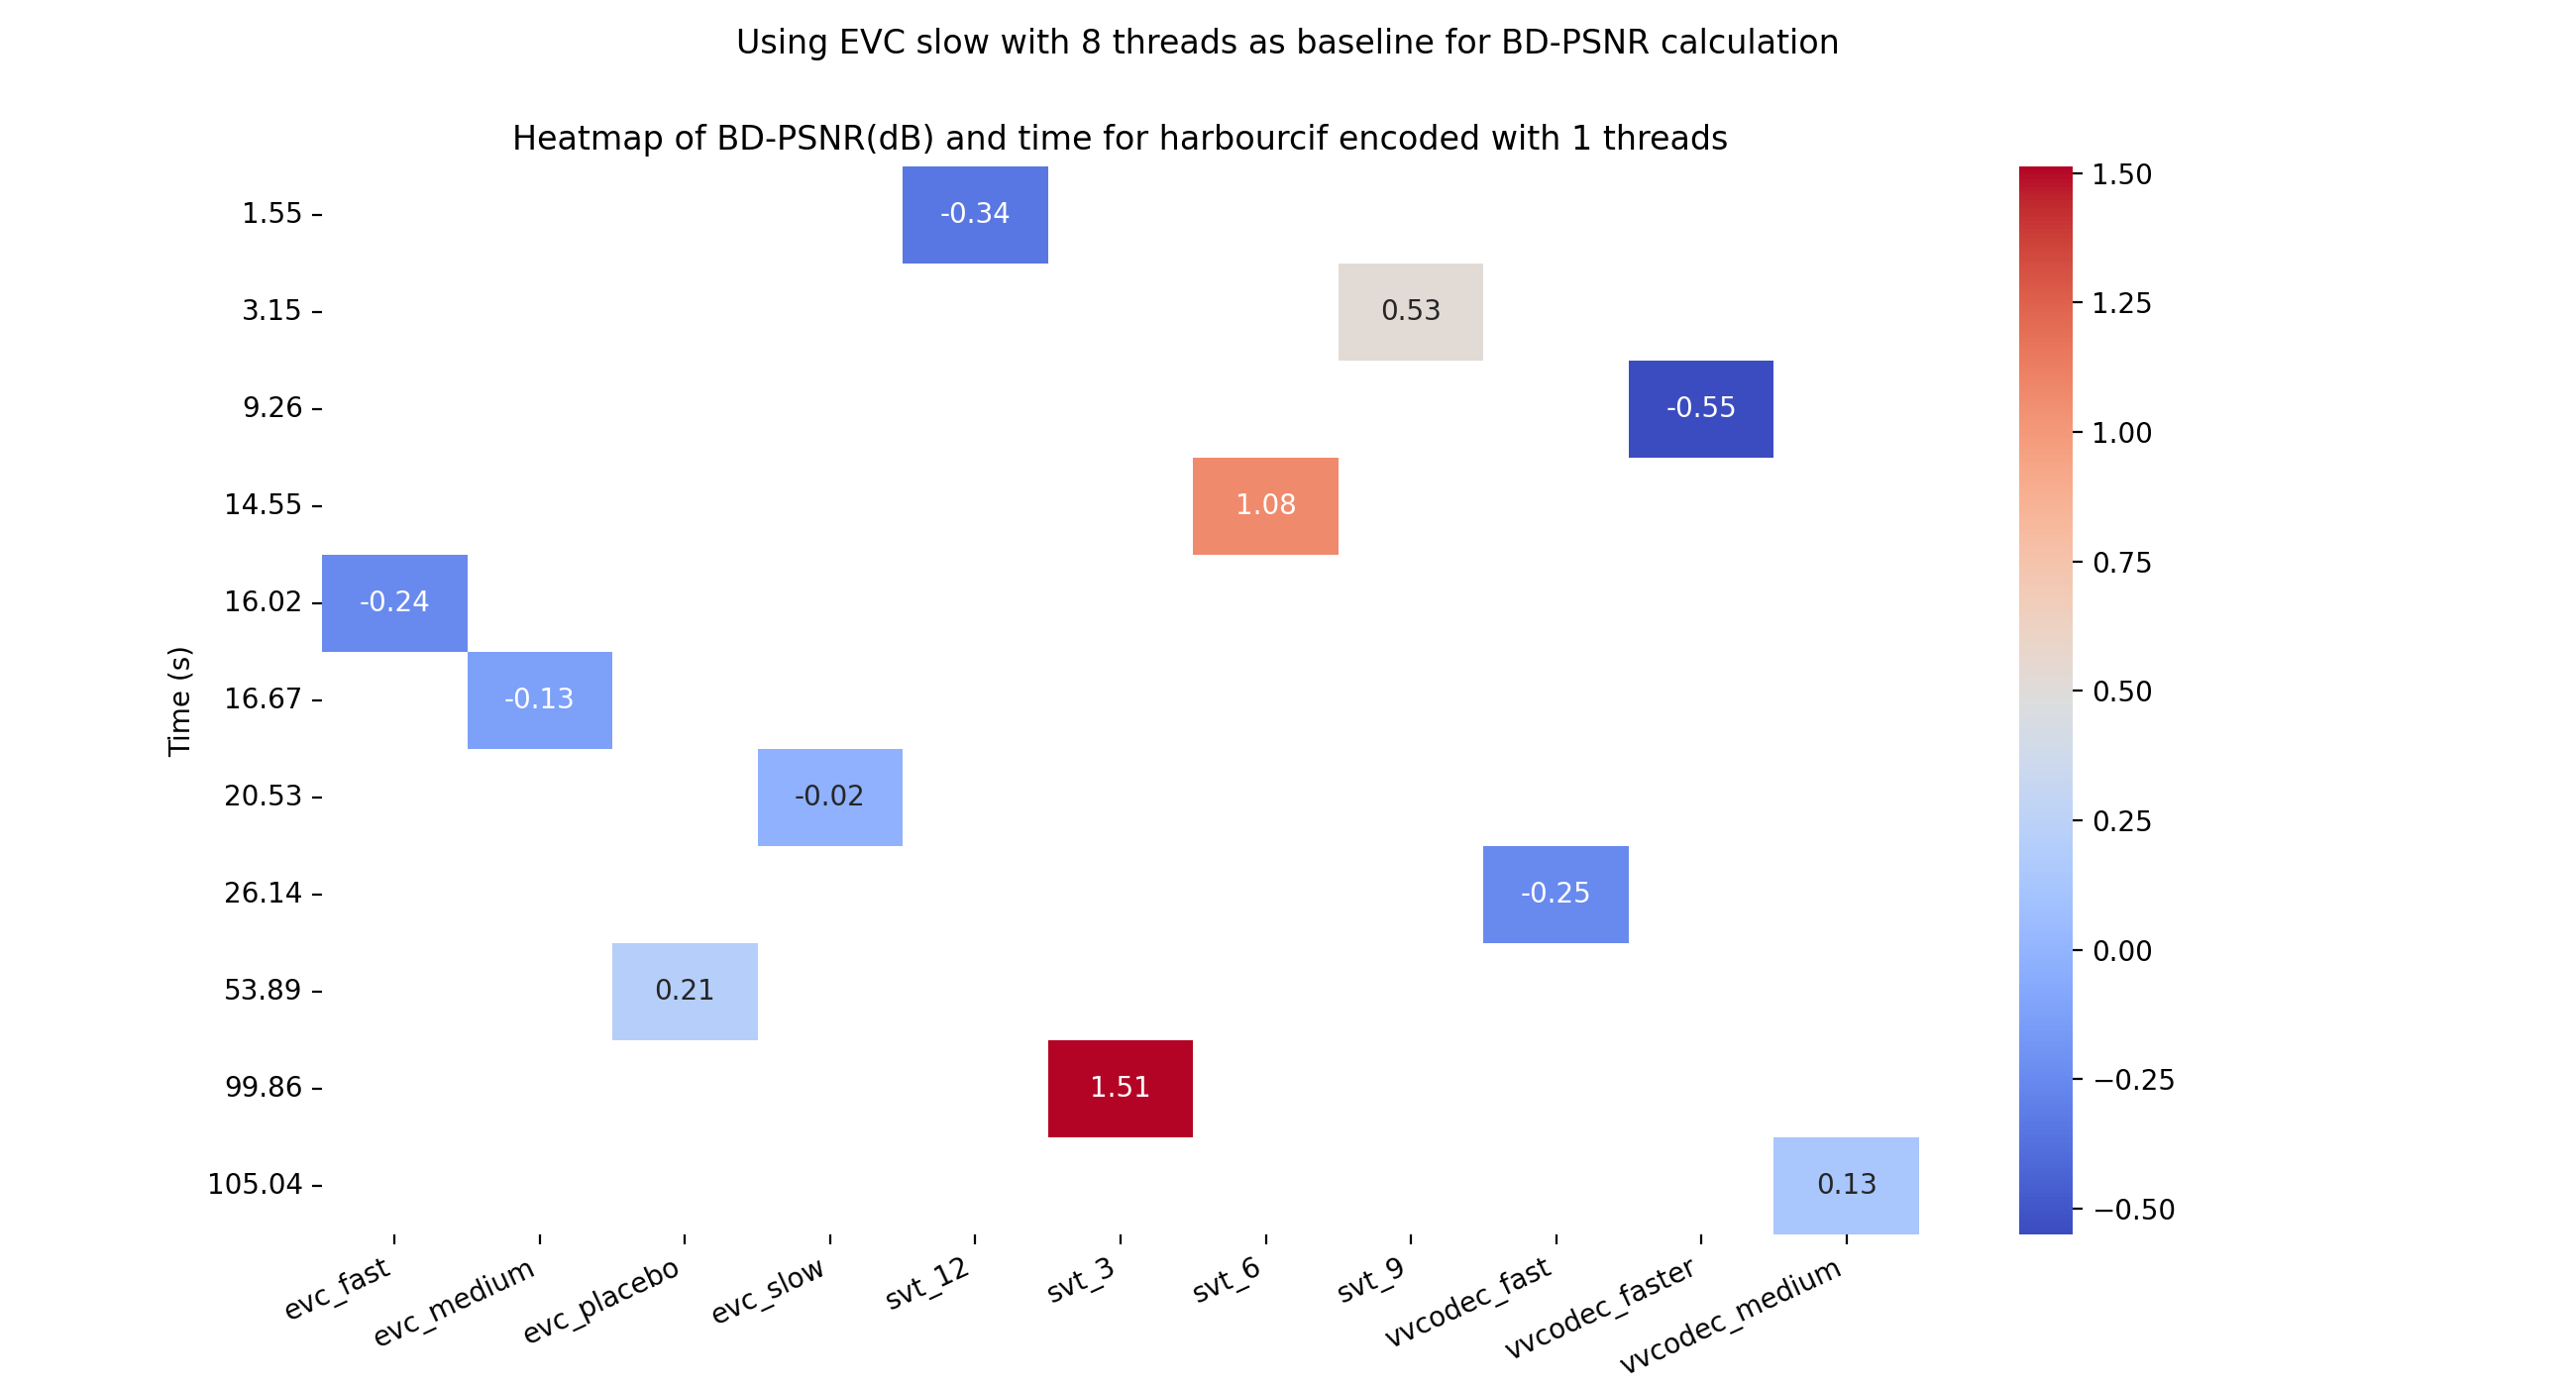 Using EVC slow with 8 threads as baseline for BD-PSNR calculation
Heatmap of BD-PSNR(dB) and time for harbourcif encoded with 1 threads
Time (s)
1.55
3.15
9.26
14.55
16.02
16.67
20.53
26.14
53.89
99.86
105.04
-0.34
0.53
-0.55
1.08
-0.24
-0.13
-0.02
-0.25
0.21
1.51
0.13
evc_fast
evc_medium
evc_placebo
evc_slow
svt_12
svt_3
svt_6
svt_9
vvcodec_fast
vvcodec_faster
vvcodec_medium
1.50
1.25
1.00
0.75
0.50
0.25
0.00
−0.25
−0.50